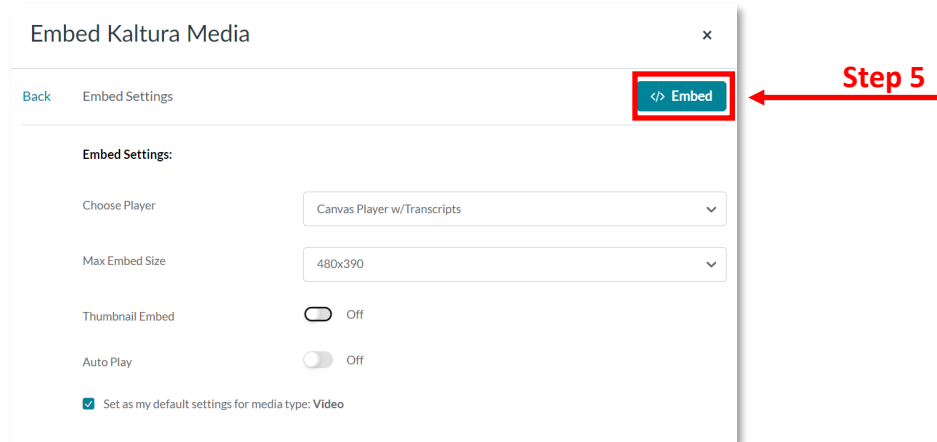 Embed Kaltura Media
×
Back Embed Settings
</> Embed
Step 5
Embed Settings:
Choose Player Canvas Player w/Transcripts
Max Embed Size 480x390
Thumbnail Embed Off
Auto Play Off
Set as my default settings for media type: Video